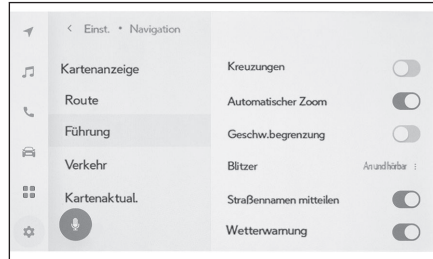 < Einst. • Navigation
Kartenanzeige
Route
Führung
Verkehr
Kartenaktual.
Kreuzungen
Automatischer Zoom
Geschw.begrenzung
Blitzer An und hörbar
Straßennamen mitteilen
Wetterwarnung